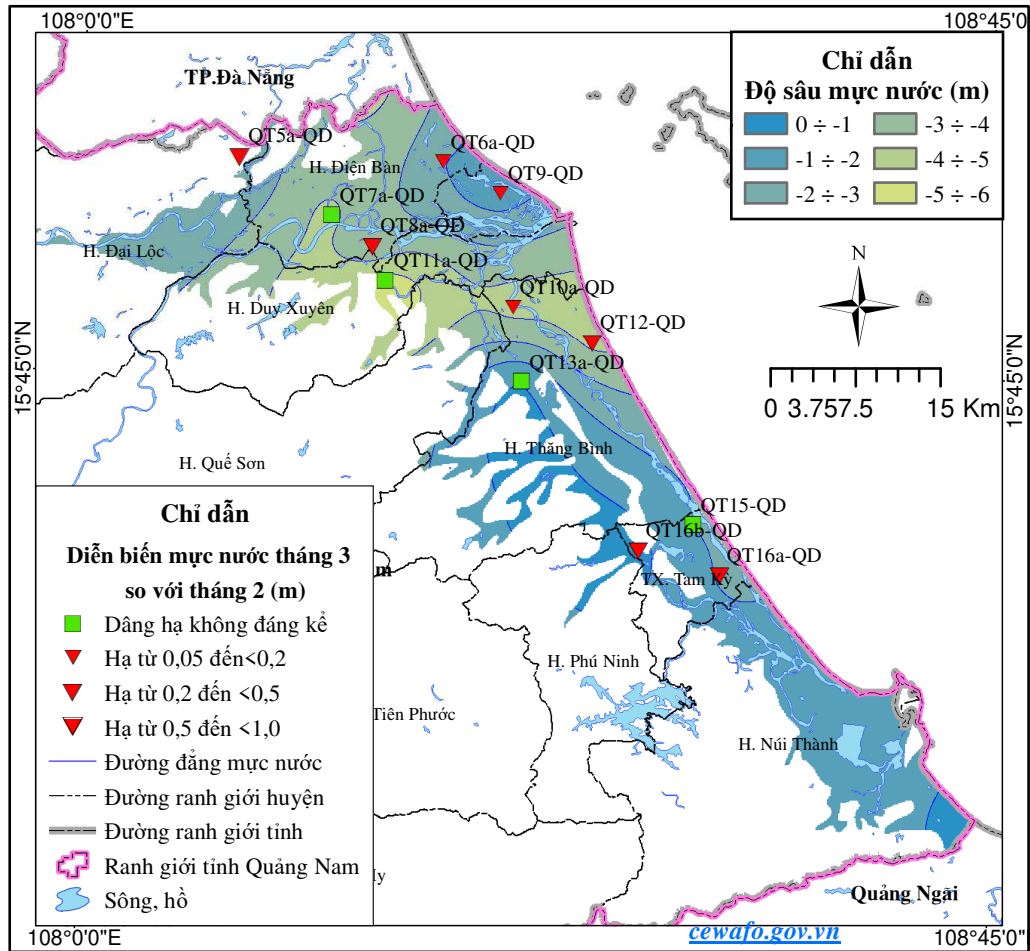 108°0'0"E
108°45'0"E
Chỉ dẫn
Độ sâu mực nước (m)
0 ÷ -1
-3 ÷ -4
-1 ÷ -2
-4 ÷ -5
-2 ÷ -3
-5 ÷ -6
TP.Đà Nẵng
QT5a-QD
QT6a-QD
H. Điện Bàn
QT9-QD
QT7a-QD
QT8a-QD
H. Đại Lộc
QT11a-QD
QT10a-QD
H. Duy Xuyên
QT12-QD
QT13a-QD
N
0 3.757.5 15 Km
15°45'0"N
15°45'0"N
H. Thăng Bình
H. Quế Sơn
QT15-QD
QT16b-QD
QT16a-QD
TX. Tam Kỳ
H. Phú Ninh
Tiên Phước
H. Núi Thành
Quảng Ngãi
Chỉ dẫn
Diễn biến mực nước tháng 3
so với tháng 2 (m)
m
Dâng hạ không đáng kể
Hạ từ 0,05 đến<0,2
Hạ từ 0,2 đến <0,5
Hạ từ 0,5 đến <1,0
Đường đẳng mực nước
Đường ranh giới huyện
Đường ranh giới tỉnh
Ranh giới tỉnh Quảng Nam
Sông, hồ
cewafo.gov.vn
108°0'0"E
108°45'0"E